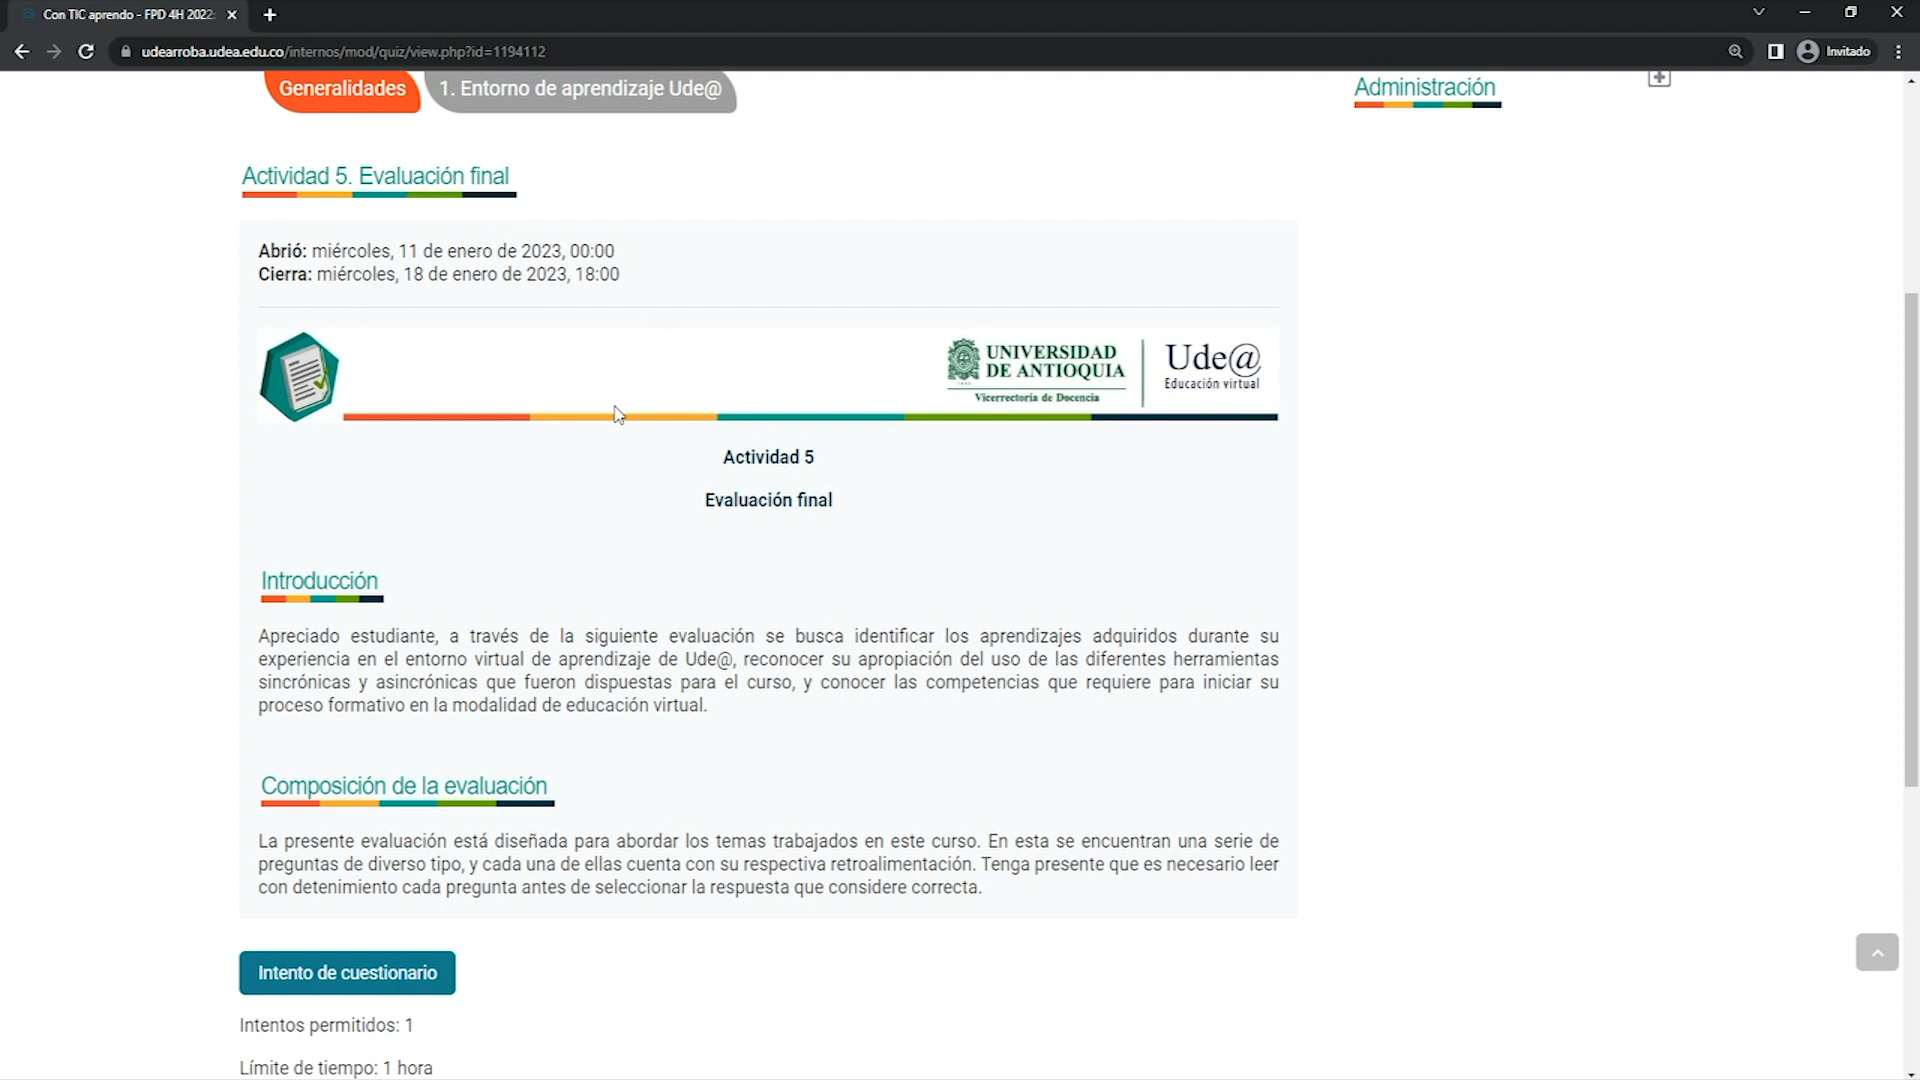 Con TIC aprendo - FPD 4H 2022
udearroba.udea.edu.co/internos/mod/quiz/view.php?id=1194112
Invitado
Generalidades
1. Entorno de aprendizaje Ude@
Administración
Actividad 5. Evaluación final
Abrió: miércoles, 11 de enero de 2023, 00:00
Cierra: miércoles, 18 de enero de 2023, 18:00
UNIVERSIDAD
DE ANTIOQUIA
Vicerrectoría de Docencia
Ude@
Educación virtual
Actividad 5
Evaluación final
Introducción
Apreciado estudiante, a través de la siguiente evaluación se busca identificar los aprendizajes adquiridos durante su
experiencia en el entorno virtual de aprendizaje de Ude@, reconocer su apropiación del uso de las diferentes herramientas
sincrónicas y asincrónicas que fueron dispuestas para el curso, y conocer las competencias que requiere para iniciar su
proceso formativo en la modalidad de educación virtual.
Composición de la evaluación
La presente evaluación está diseñada para abordar los temas trabajados en este curso. En esta se encuentran una serie de
preguntas de diverso tipo, y cada una de ellas cuenta con su respectiva retroalimentación. Tenga presente que es necesario leer
con detenimiento cada pregunta antes de seleccionar la respuesta que considere correcta.
Intento de cuestionario
Intentos permitidos: 1
Límite de tiempo: 1 hora